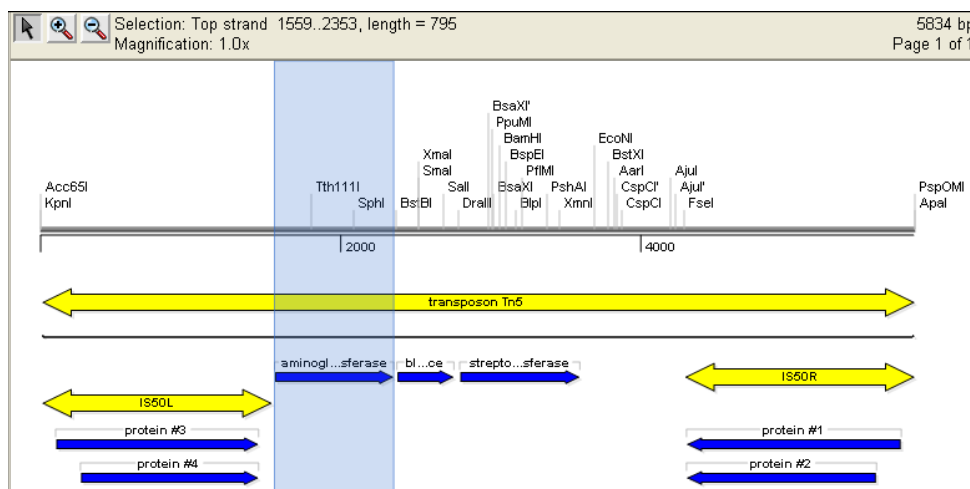 Selection: Top strand 1559..2353, length = 795
5834 bp
Magnification: 1.0x
Page 1 of 1
BsaXI'
PpuMI
BamHI
EcoNI
XmaI
BspEI
BstXI
SmaI
PflMI
AarI
AjuI
Acc65I
Tth111I
SalI
BsaXI
PshAI
CspCI'
AjuI'
PspOMI
KpnI
SphI
BstBI
DraIII
BlpI
XmnI
CspCI
FseI
ApaI
2000
4000
transposon Tn5
aminogl...sferase
bl...ce
strepto...sferase
IS50R
IS50L
protein #3
protein #1
protein #4
protein #2